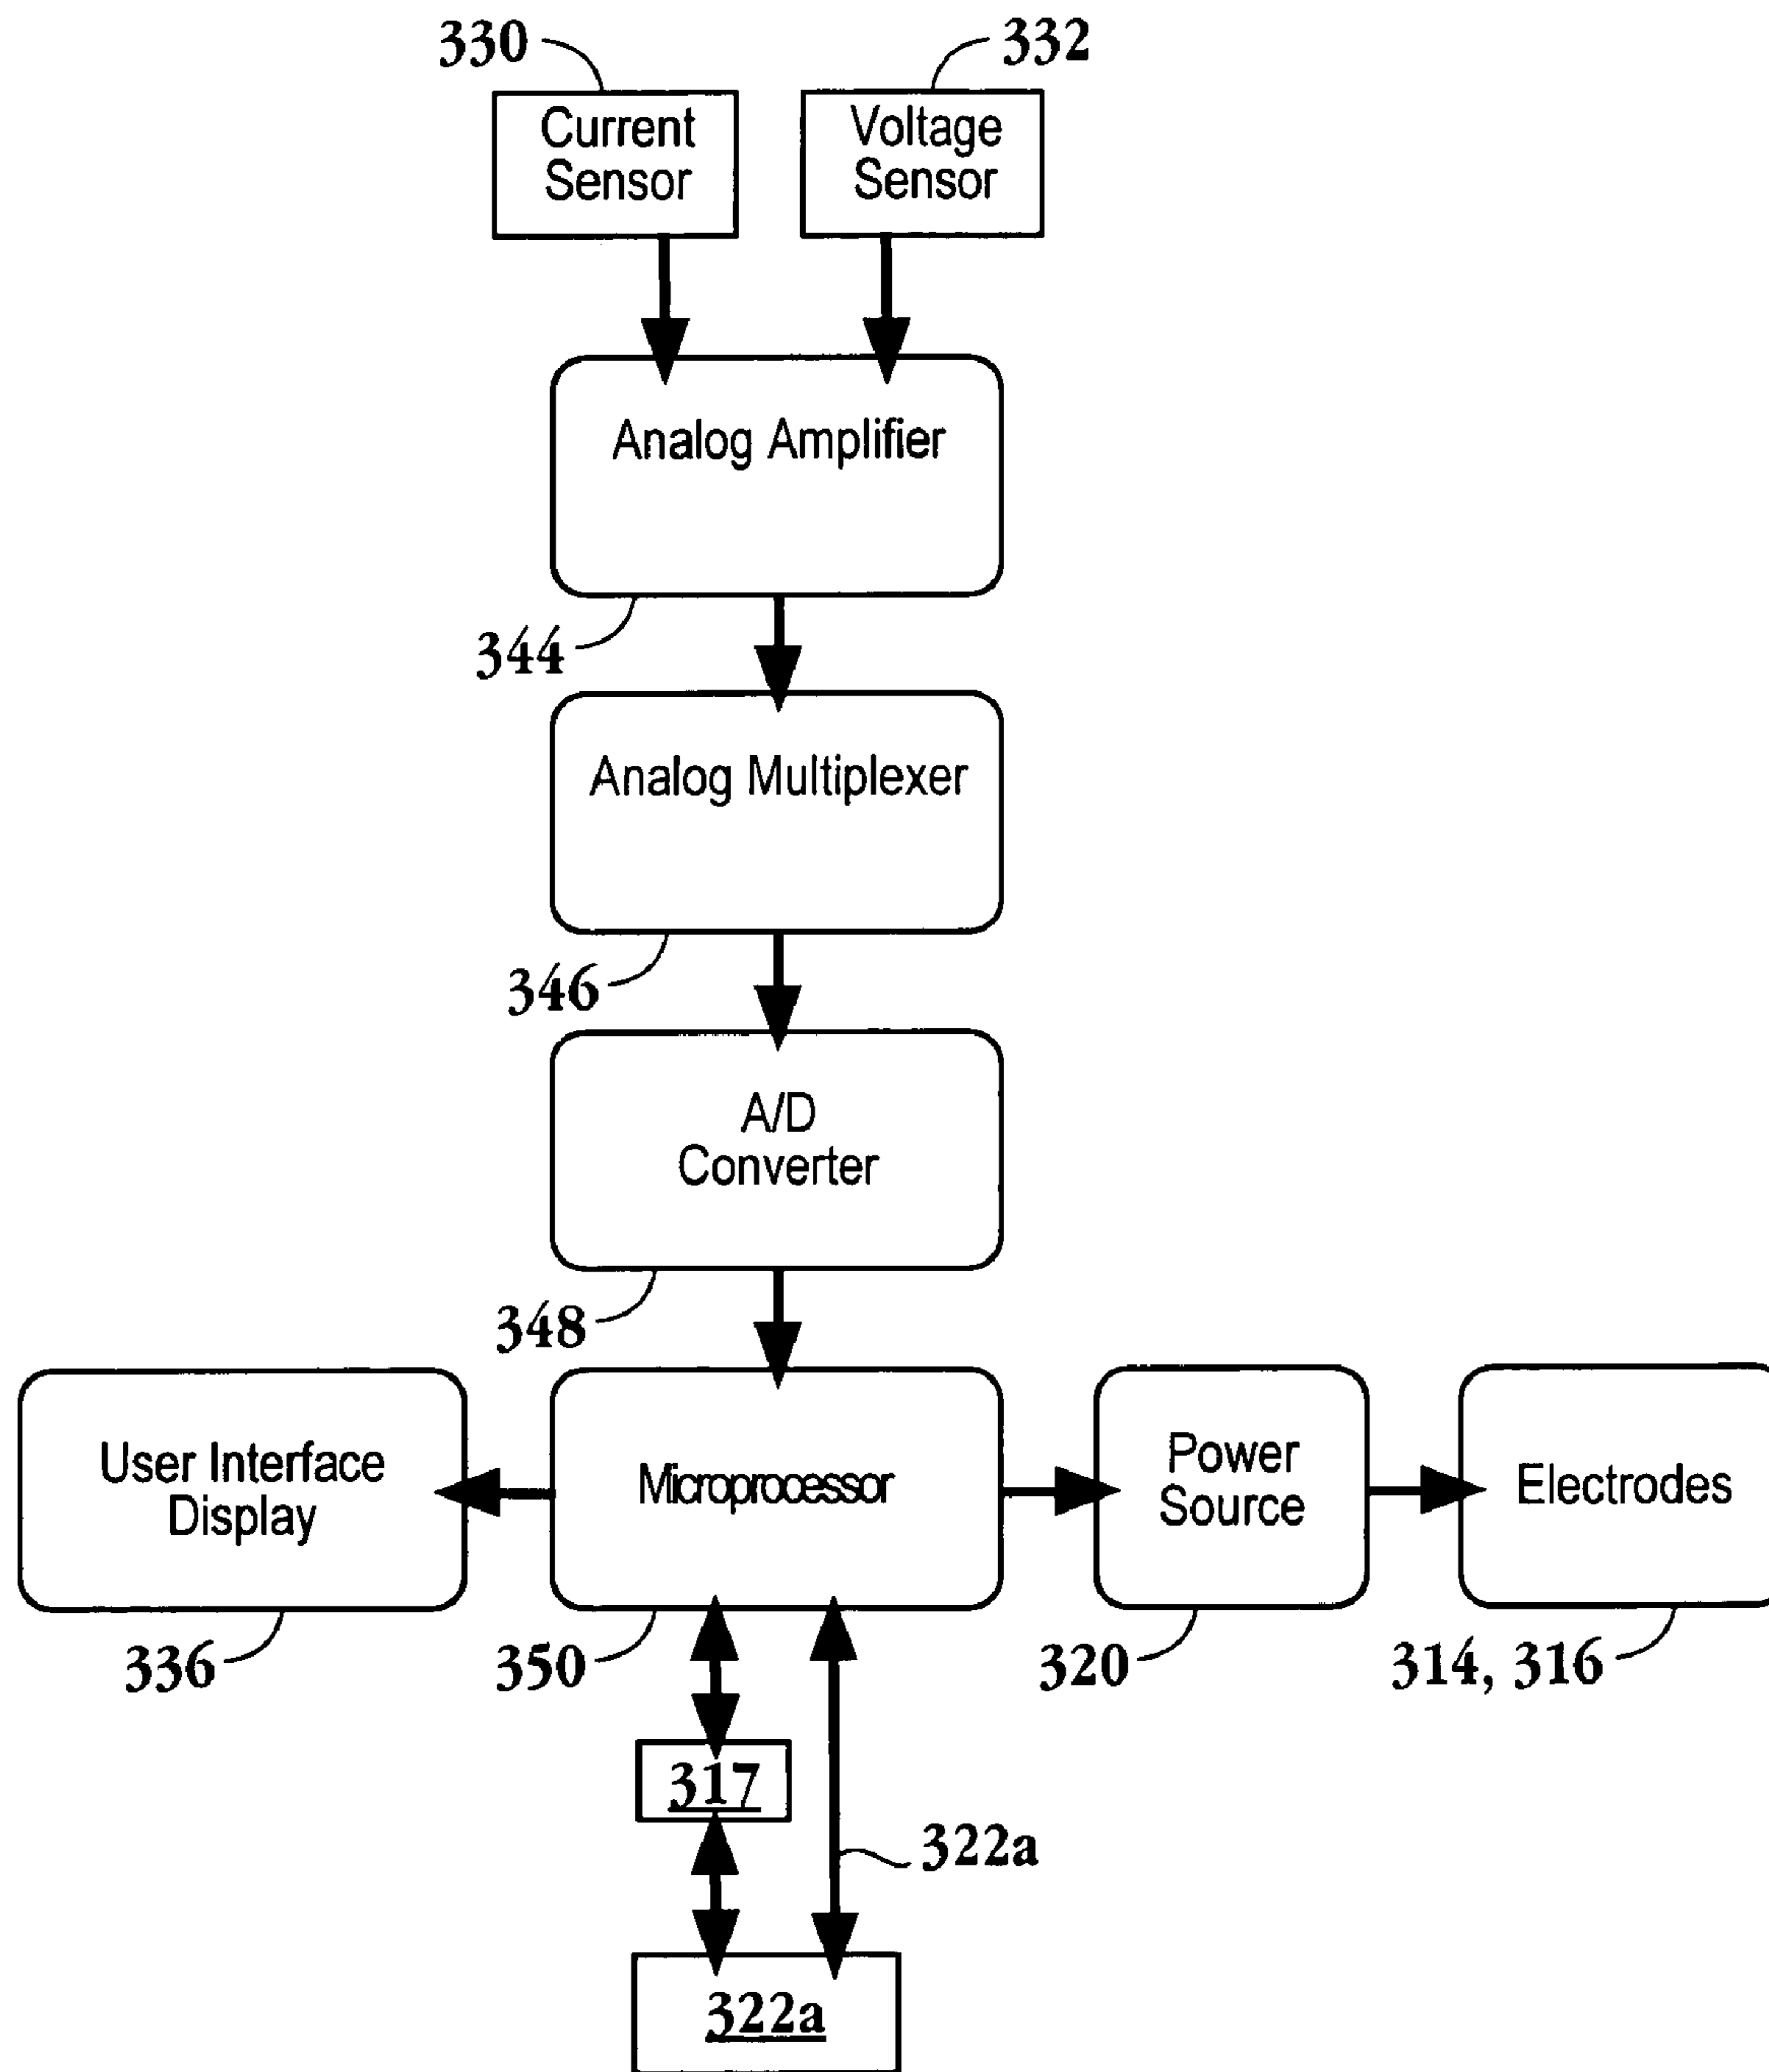 330
332
Current
Sensor
Voltage
Sensor
Analog Amplifier
344
Analog Multiplexer
346
A/D
Converter
348
User Interface
Display
Microprocessor
Power
Source
Electrodes
336
350
320
314, 316
317
322a
322a